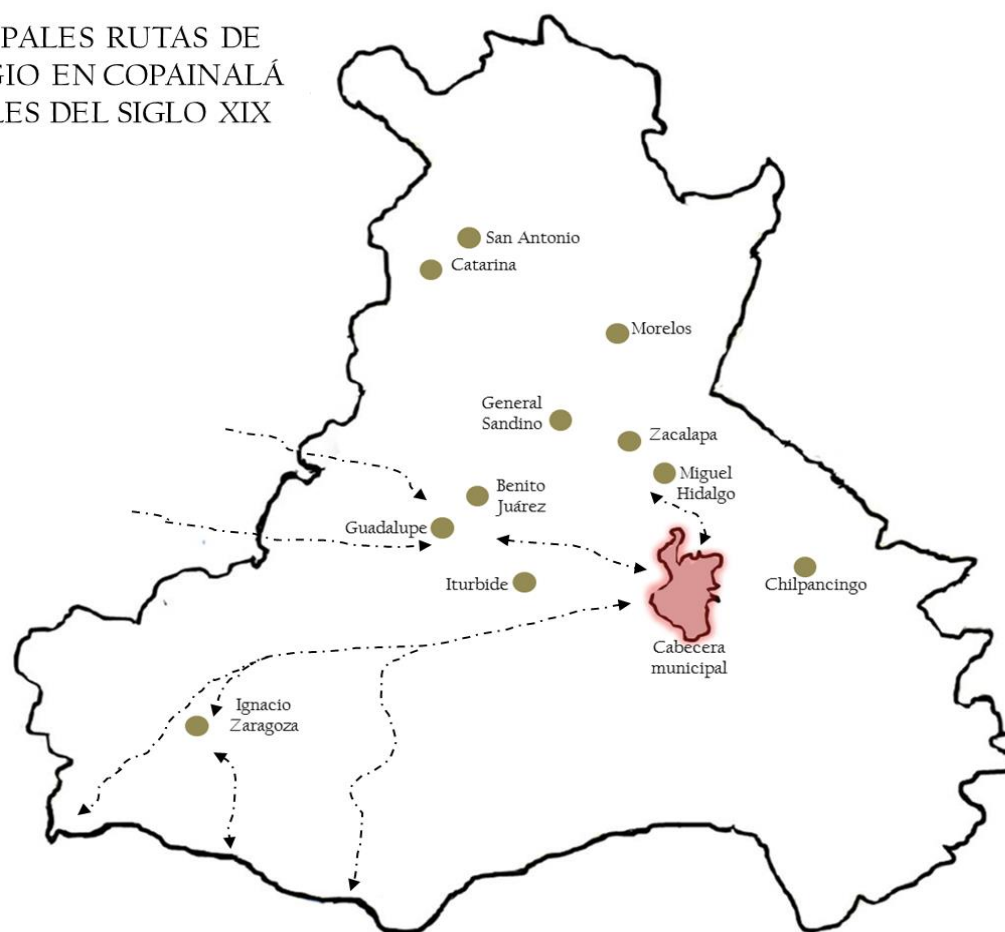 PALES RUTAS DE
GIO EN COPAINALÁ
LES DEL SIGLO XIX
San Antonio
Catarina
Morelos
General
Sandino
Zacalapa
Miguel
Hidalgo
Benito
Juárez
Guadalupe
Iturbide
Chilpancingo
Cabecera
municipal
Ignacio
Zaragoza